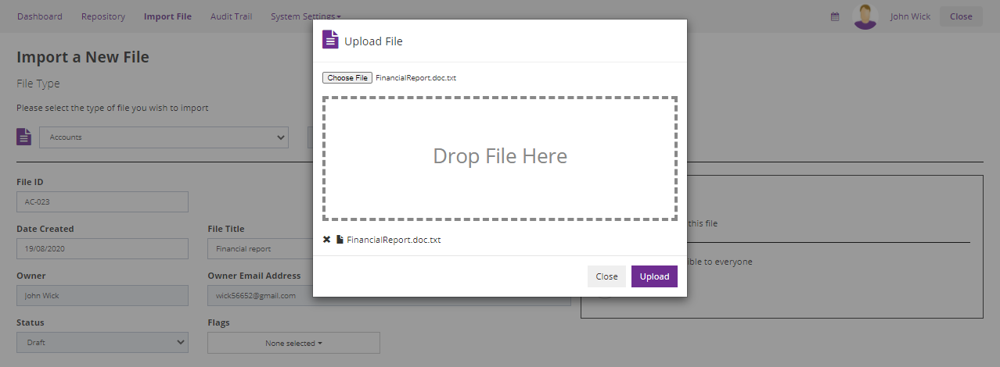 Dashboard Repository Import File Audit Trail System Settings John Wick Close
Upload File
Import a New File
Choose File FinancialReport.doc.txt
File Type
Please select the type of file you wish to import
Accounts
Drop File Here
File ID
AC-023
this file
Date Created File Title
FinancialReport.doc.txt
19/08/2020 Financial report
ible to everyone
Owner Owner Email Address
Close Upload
John Wick wick56652@gmail.com
Status Flags
Draft None selected